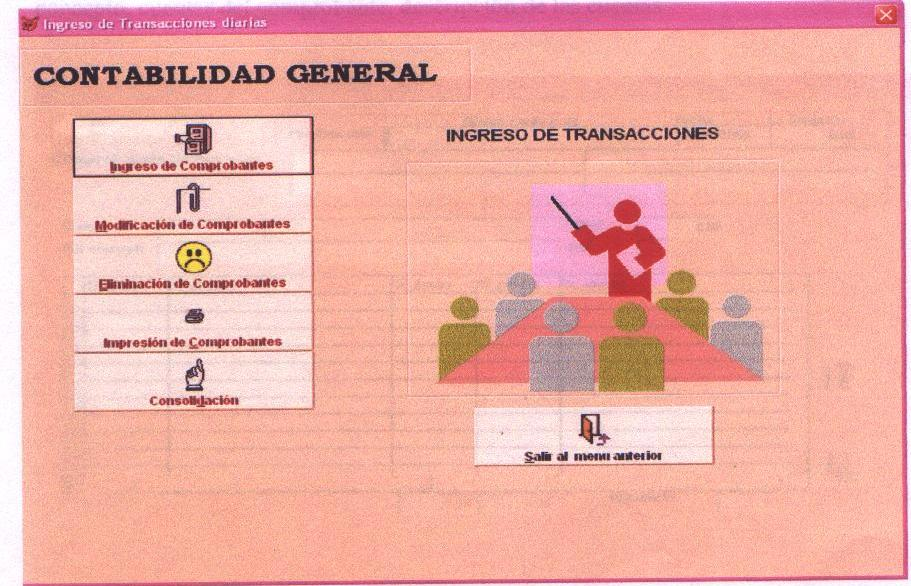 Ingreso de Transacciones diarias
CONTABILIDAD GENERAL
Ingreso de Comprobantes
Modificación de Comprobantes
Eliminación de Comprobantes
Impresión de Comprobantes
Consolidación
INGRESO DE TRANSACCIONES
Salir al menu anterior